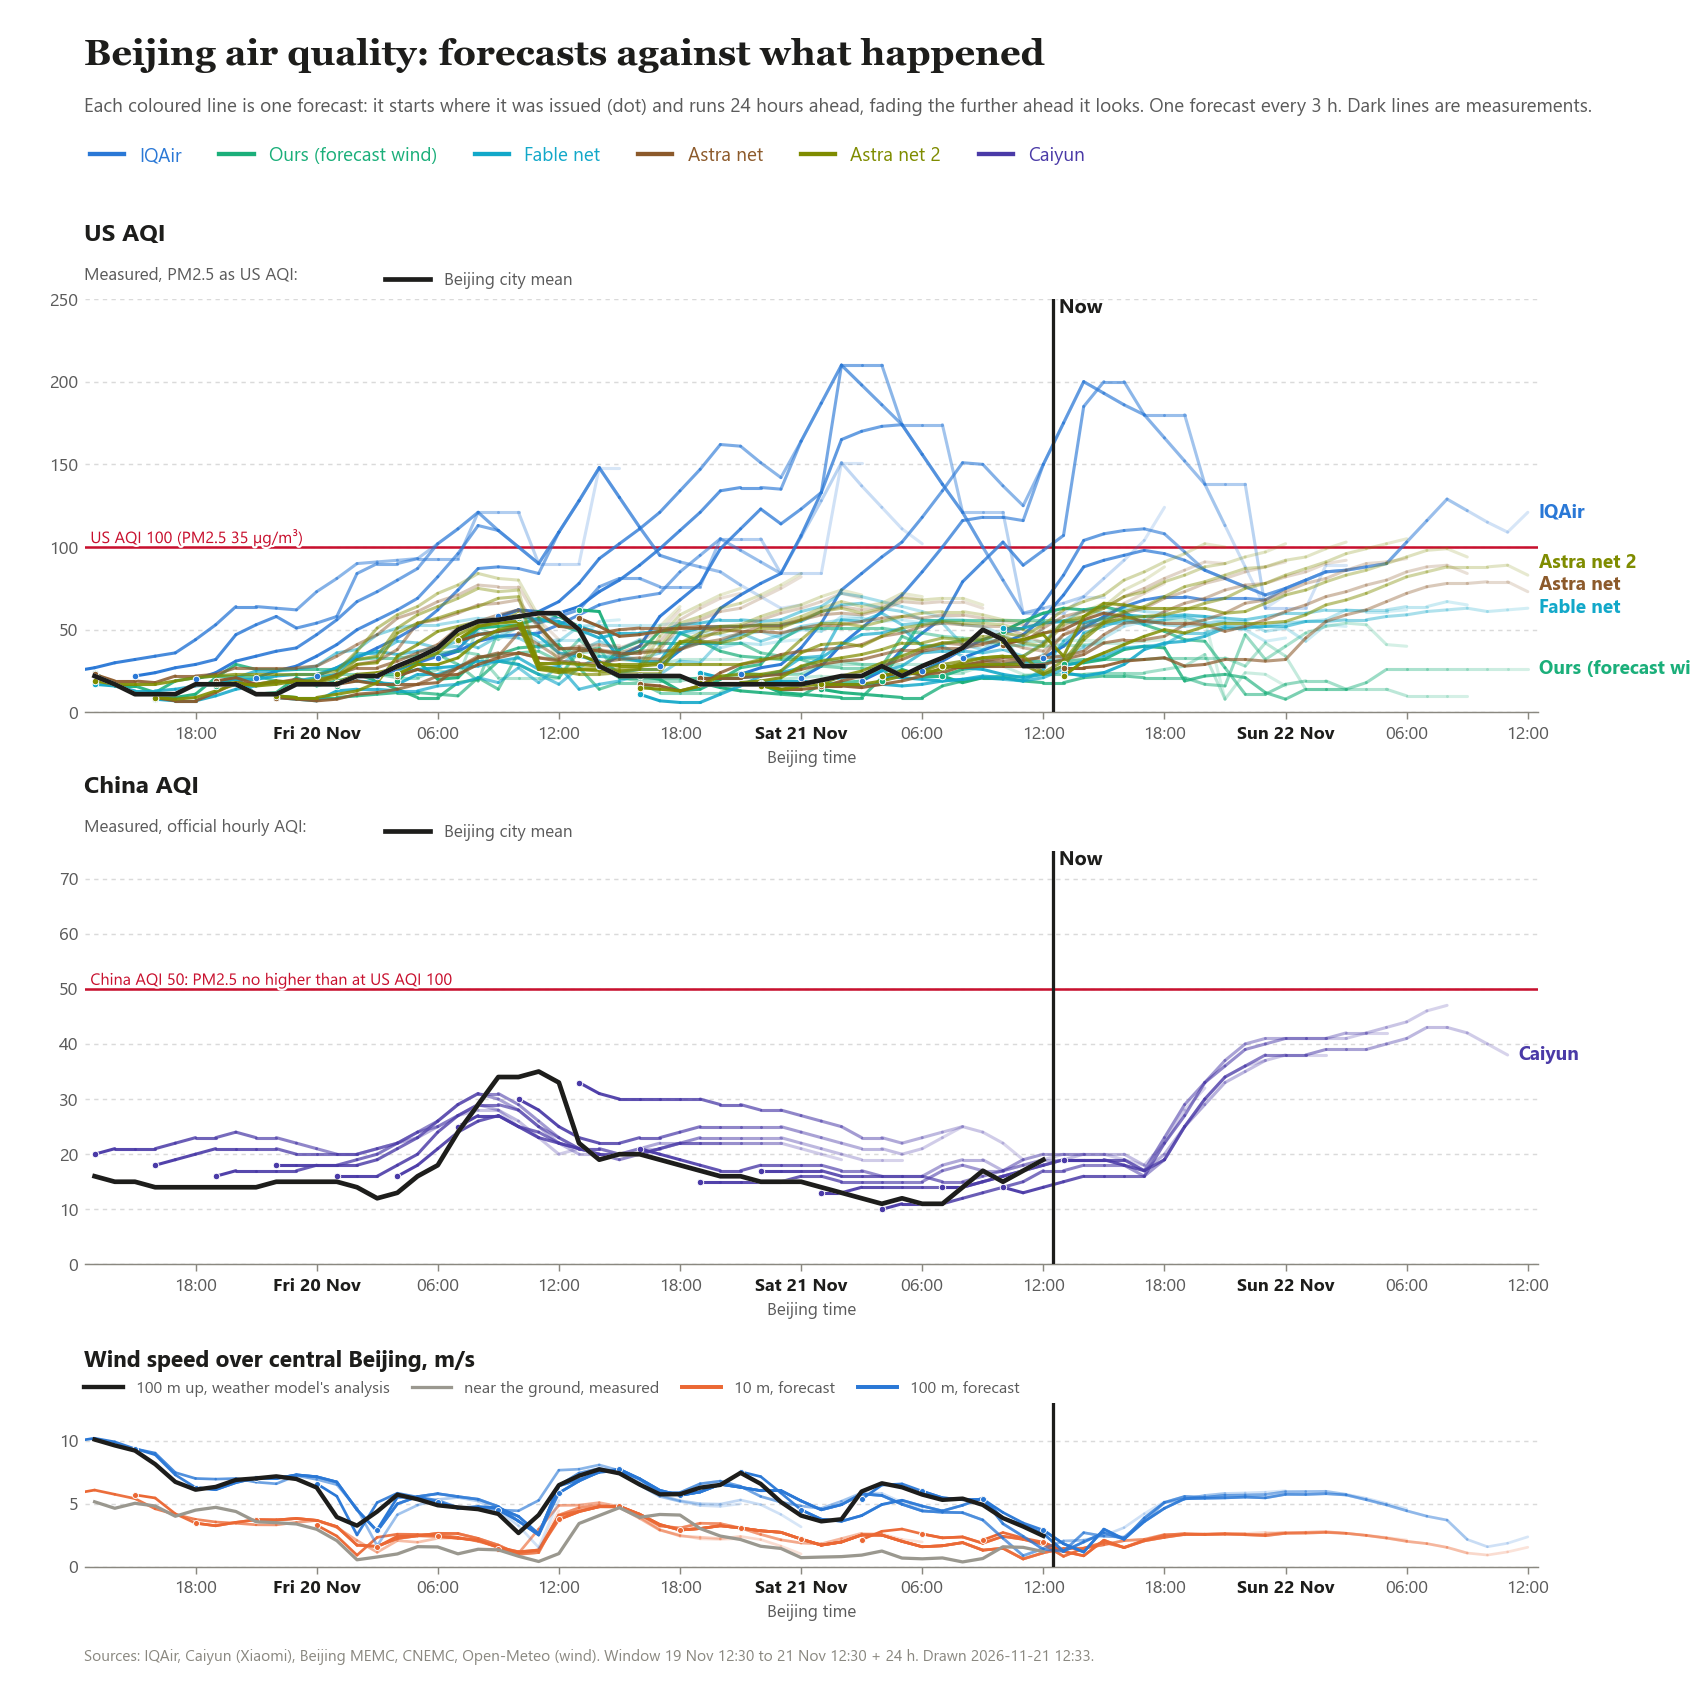 Beijing air quality: forecasts against what happened
Each coloured line is one forecast: it starts where it was issued (dot) and runs 24 hours ahead, fading the further ahead it looks. One forecast every 3 h. Dark lines are measurements.
IQAir Ours (forecast wind) Fable net Astra net Astra net 2 Caiyun
US AQI
Measured, PM2.5 as US AQI: Beijing city mean
Now
250
200
150
100
50
0
US AQI 100 (PM2.5 35 µg/m³)
IQAir
Astra net 2
Astra net
Fable net
Ours (forecast wi
18:00 Fri 20 Nov 06:00 12:00 18:00 Sat 21 Nov 06:00 12:00 18:00 Sun 22 Nov 06:00 12:00
Beijing time
China AQI
Measured, official hourly AQI: Beijing city mean
Now
70
60
50
40
30
20
10
0
China AQI 50: PM2.5 no higher than at US AQI 100
Caiyun
18:00 Fri 20 Nov 06:00 12:00 18:00 Sat 21 Nov 06:00 12:00 18:00 Sun 22 Nov 06:00 12:00
Beijing time
Wind speed over central Beijing, m/s
100 m up, weather model's analysis near the ground, measured 10 m, forecast 100 m, forecast
10
5
0
18:00 Fri 20 Nov 06:00 12:00 18:00 Sat 21 Nov 06:00 12:00 18:00 Sun 22 Nov 06:00 12:00
Beijing time
Sources: IQAir, Caiyun (Xiaomi), Beijing MEMC, CNEMC, Open-Meteo (wind). Window 19 Nov 12:30 to 21 Nov 12:30 + 24 h. Drawn 2026-11-21 12:33.